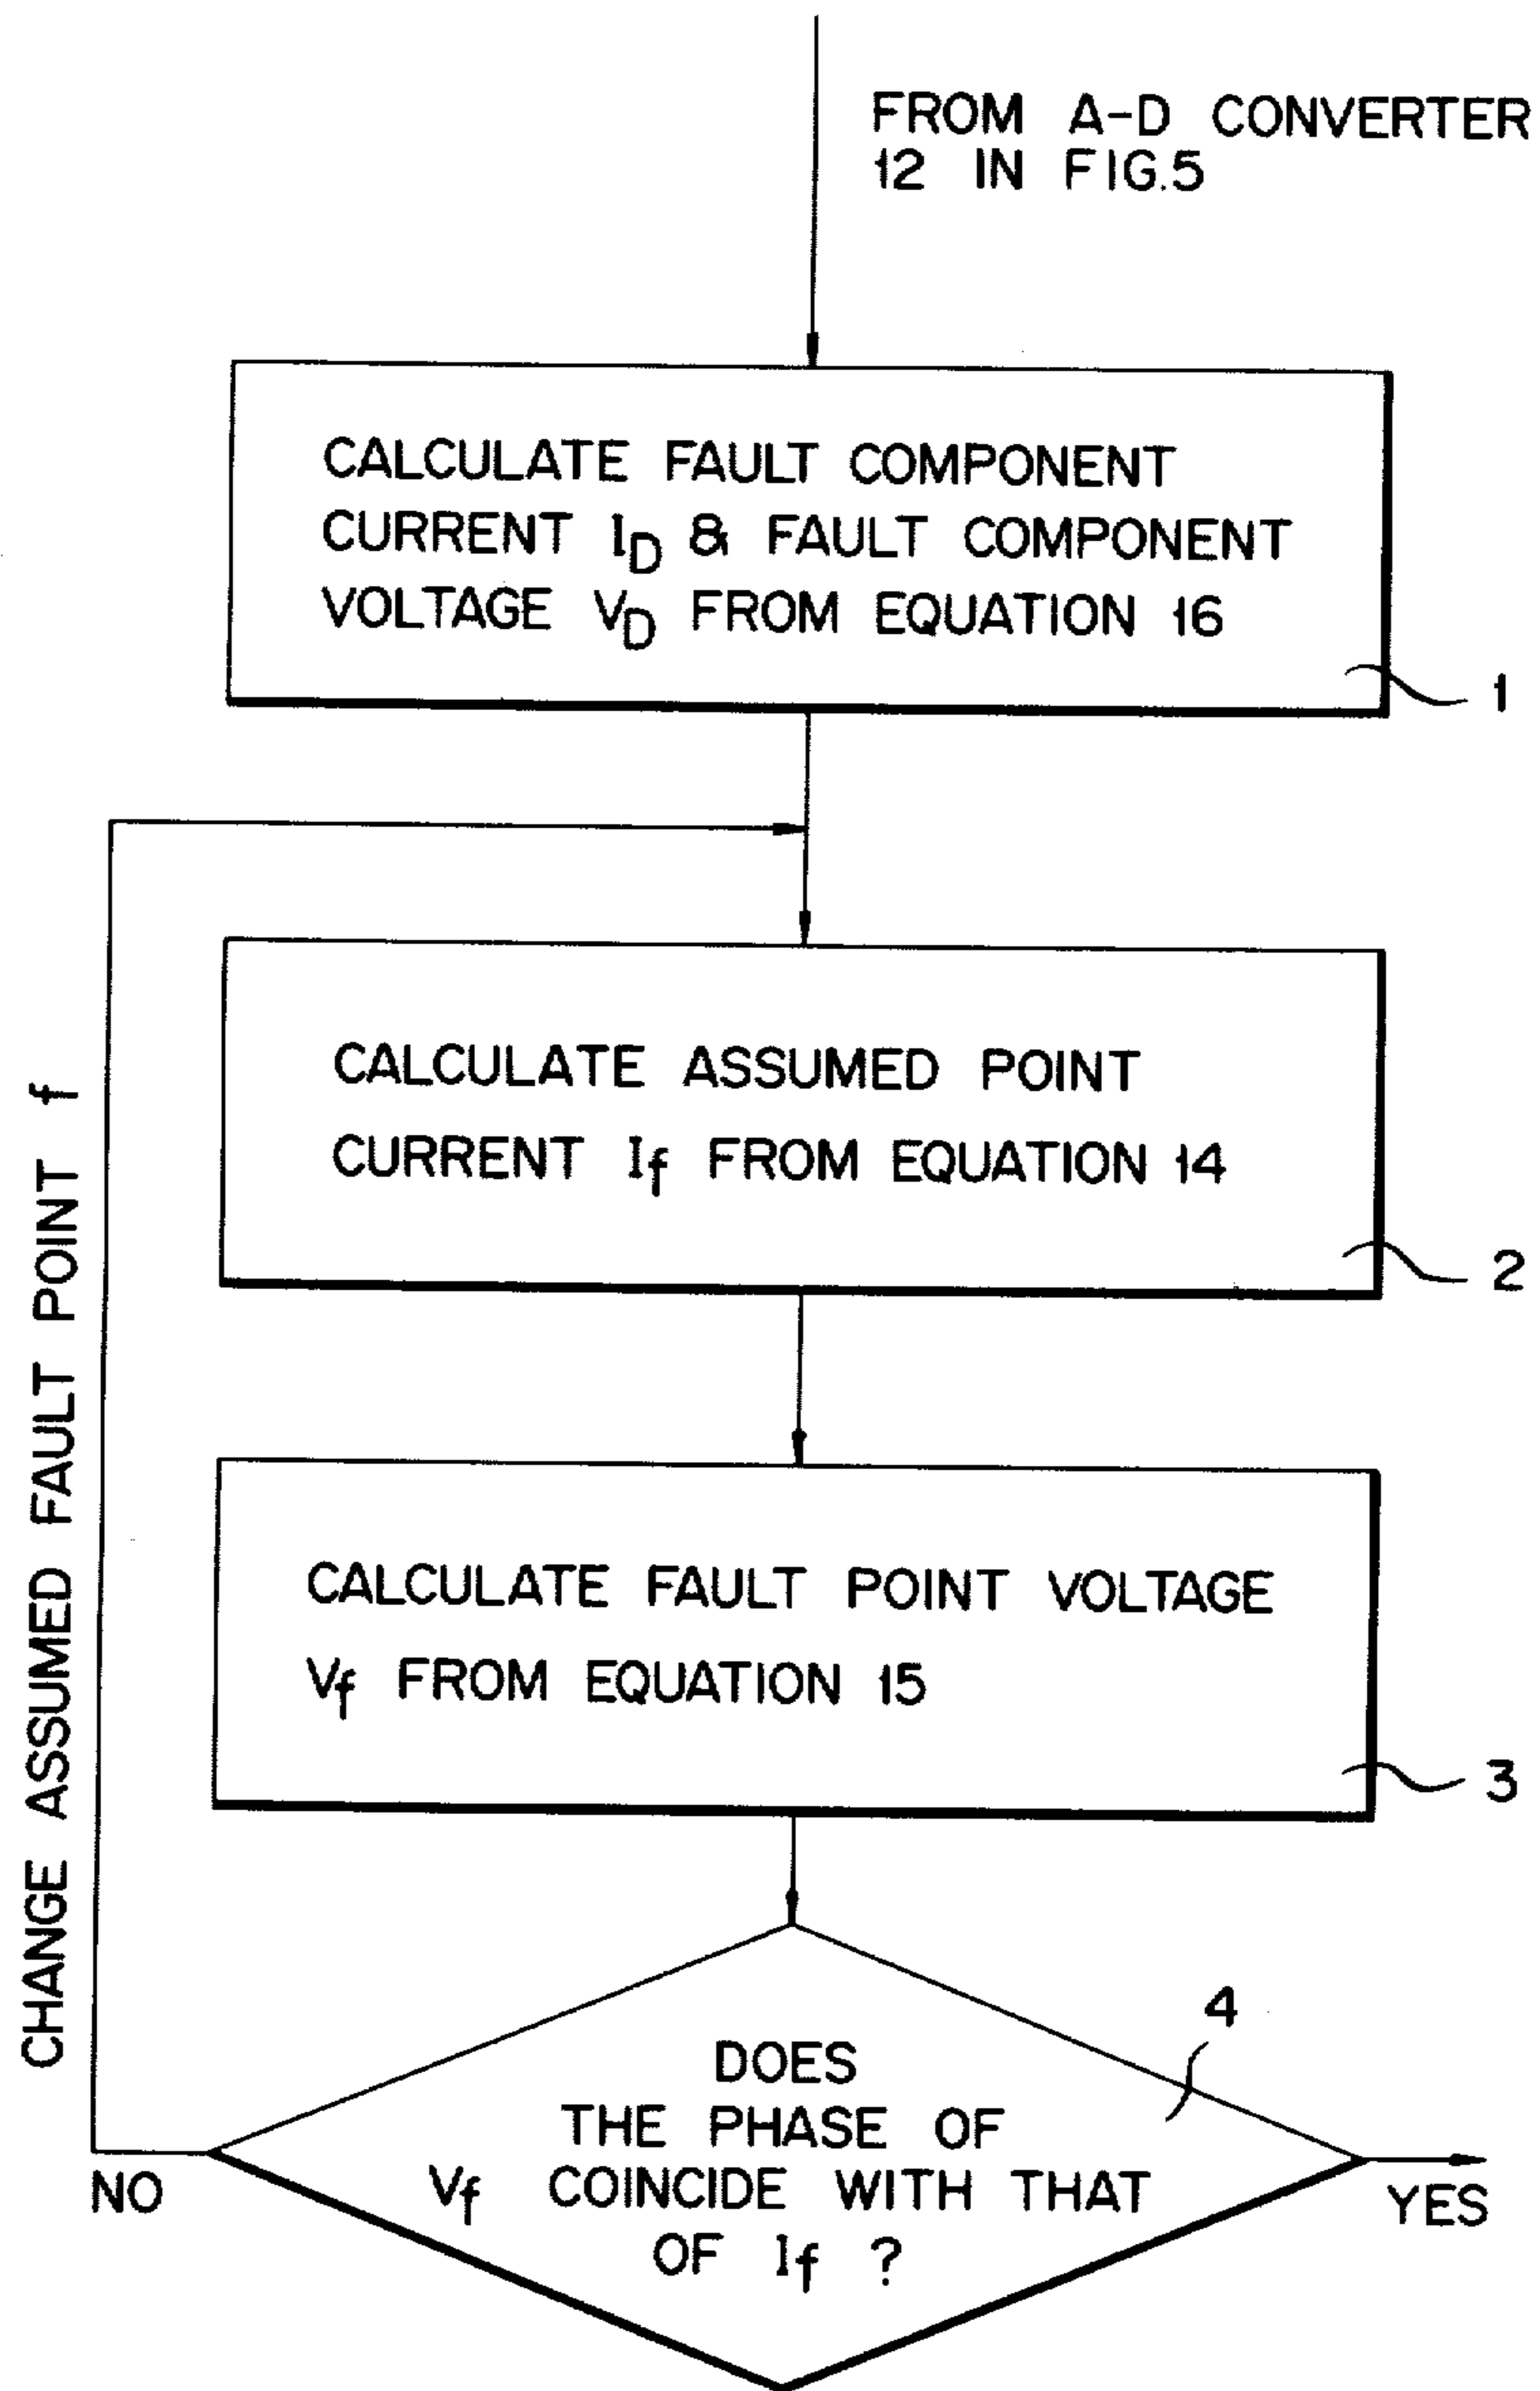 FROM A-D CONVERTER
12 IN FIG.5
CALCULATE FAULT COMPONENT
CURRENT ID & FAULT COMPONENT
VOLTAGE VD FROM EQUATION 16
1
CALCULATE ASSUMED POINT
CURRENT If FROM EQUATION 14
2
CALCULATE FAULT POINT VOLTAGE
Vf FROM EQUATION 15
3
CHANGE ASSUMED FAULT POINT f
4
DOES
THE PHASE OF
Vf COINCIDE WITH THAT
OF If ?
NO
YES